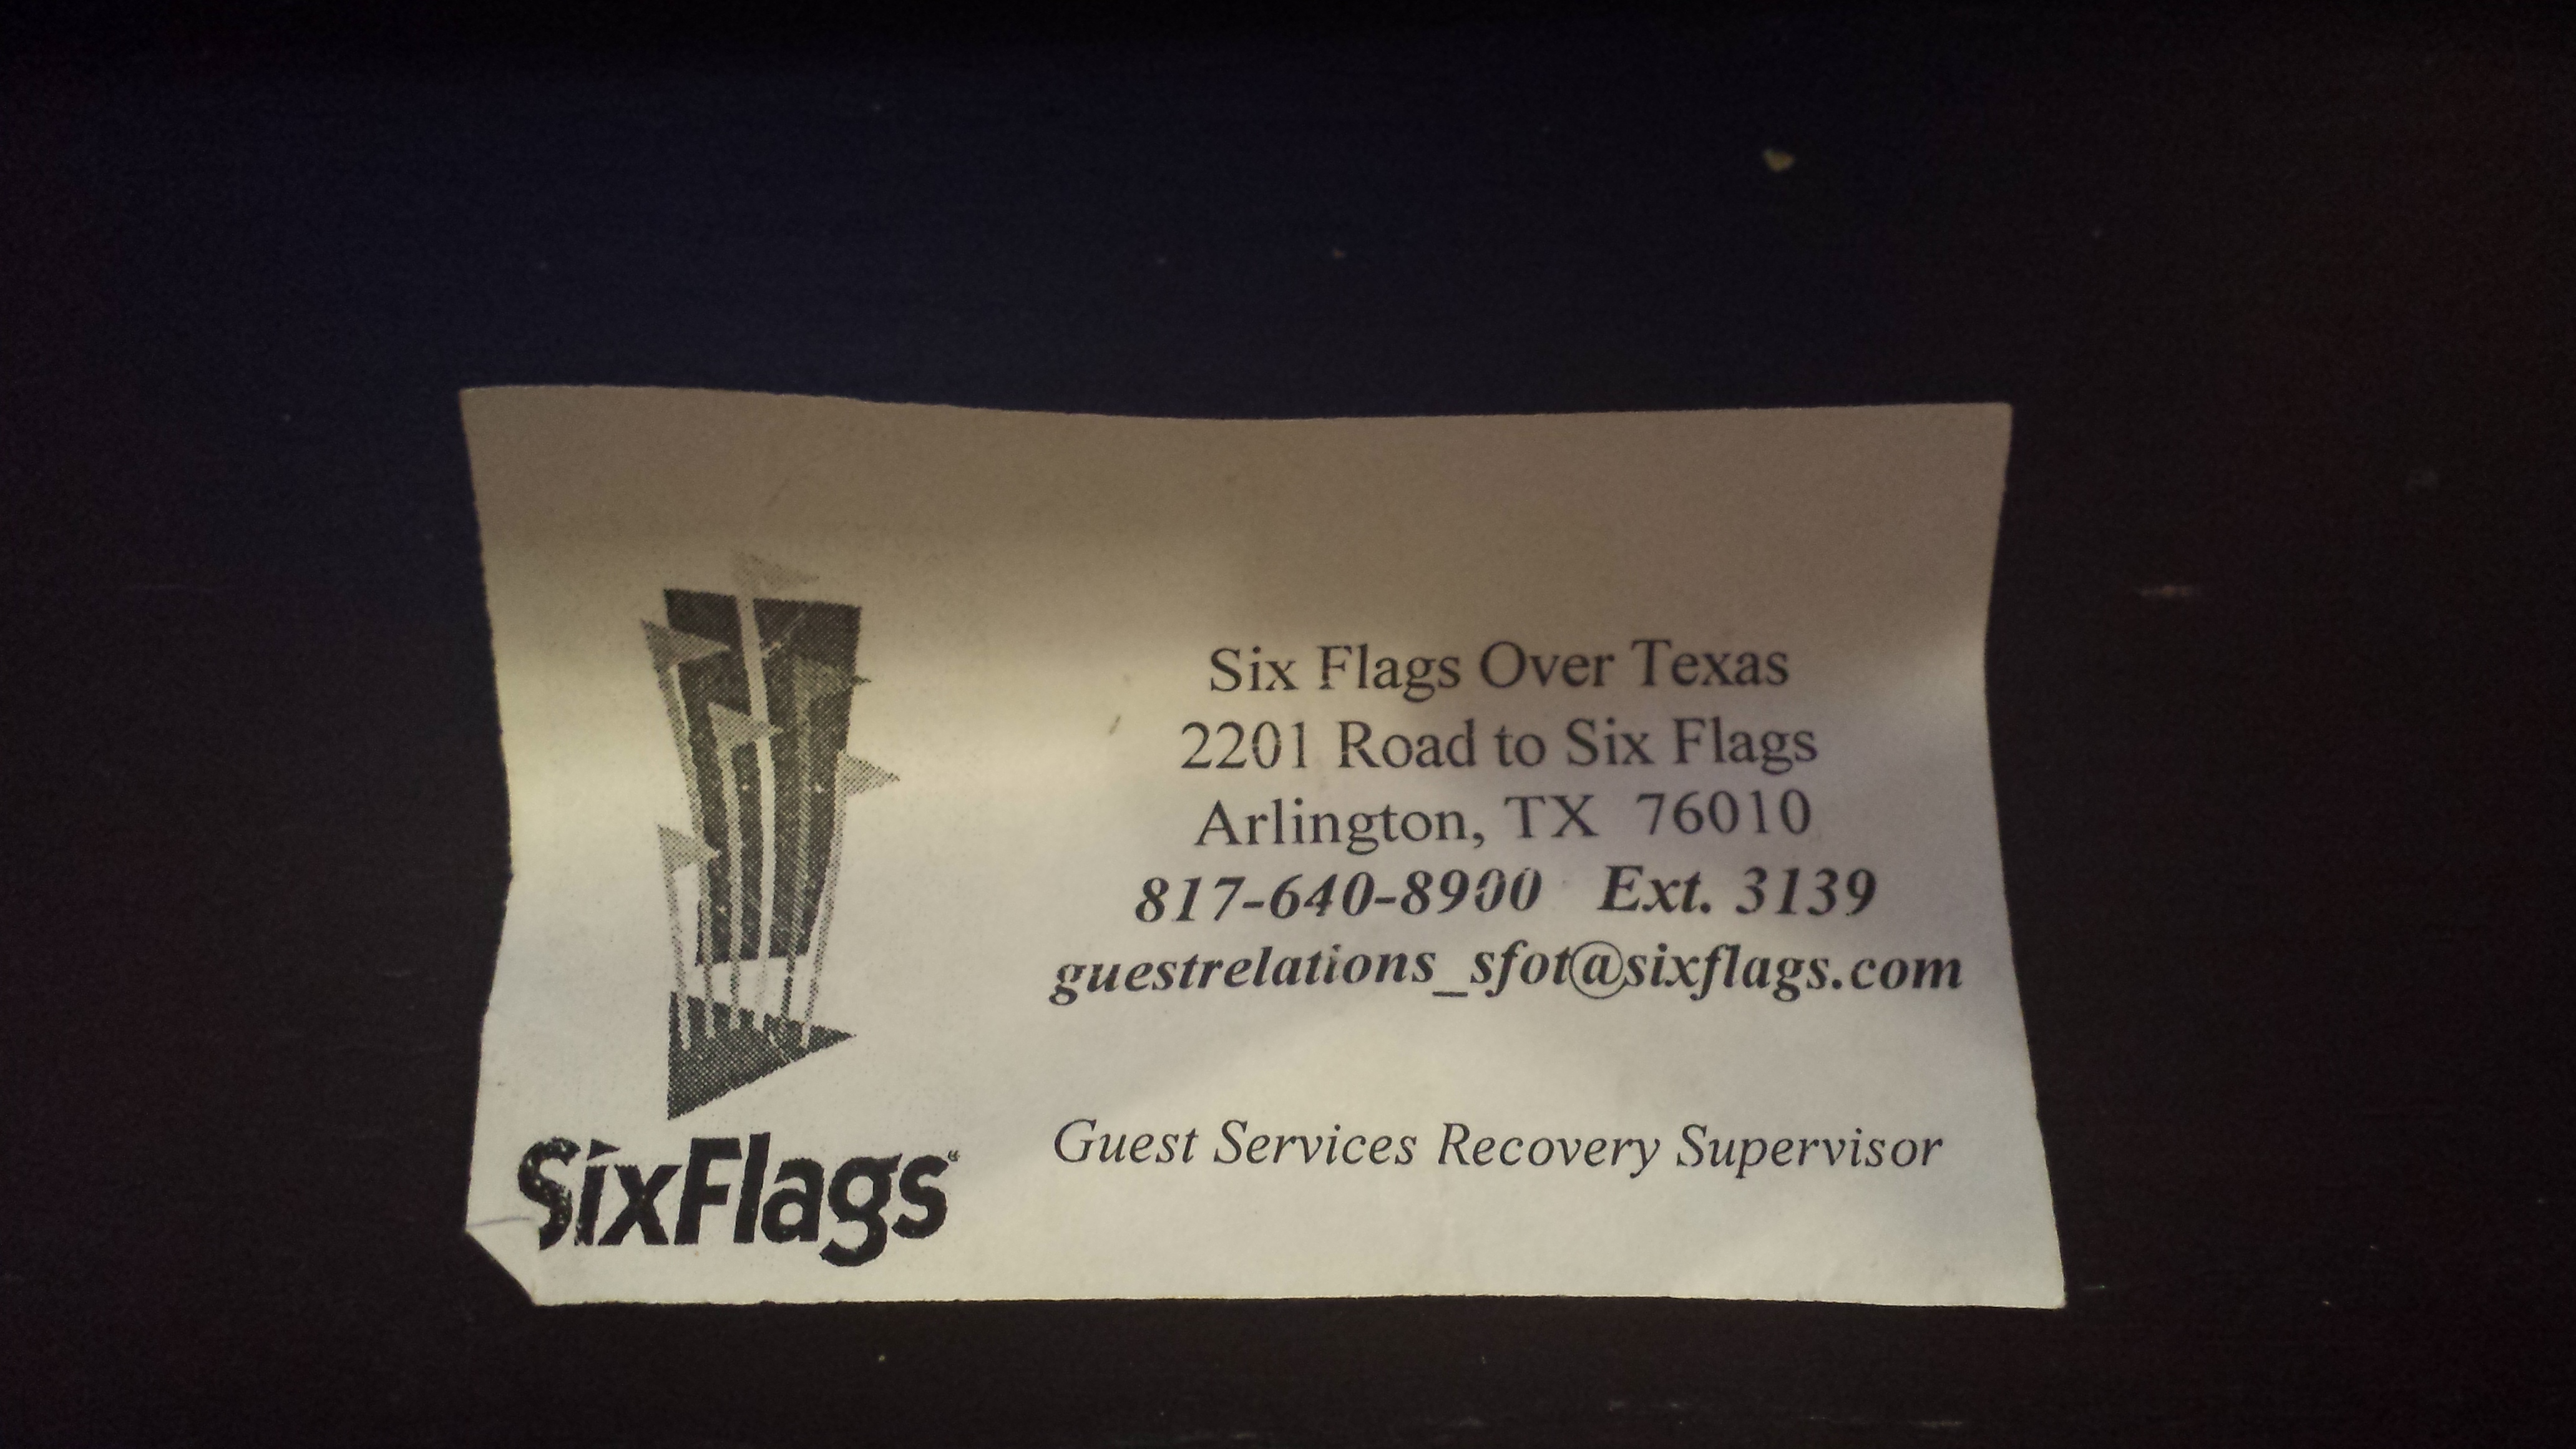 Six Flags Over Texas
2201 Road to Six Flags
Arlington, TX 76010
817-640-8900 Ext. 3139
guestrelations_sfot@sixflags.com
Guest Services Recovery Supervisor
SixFlags